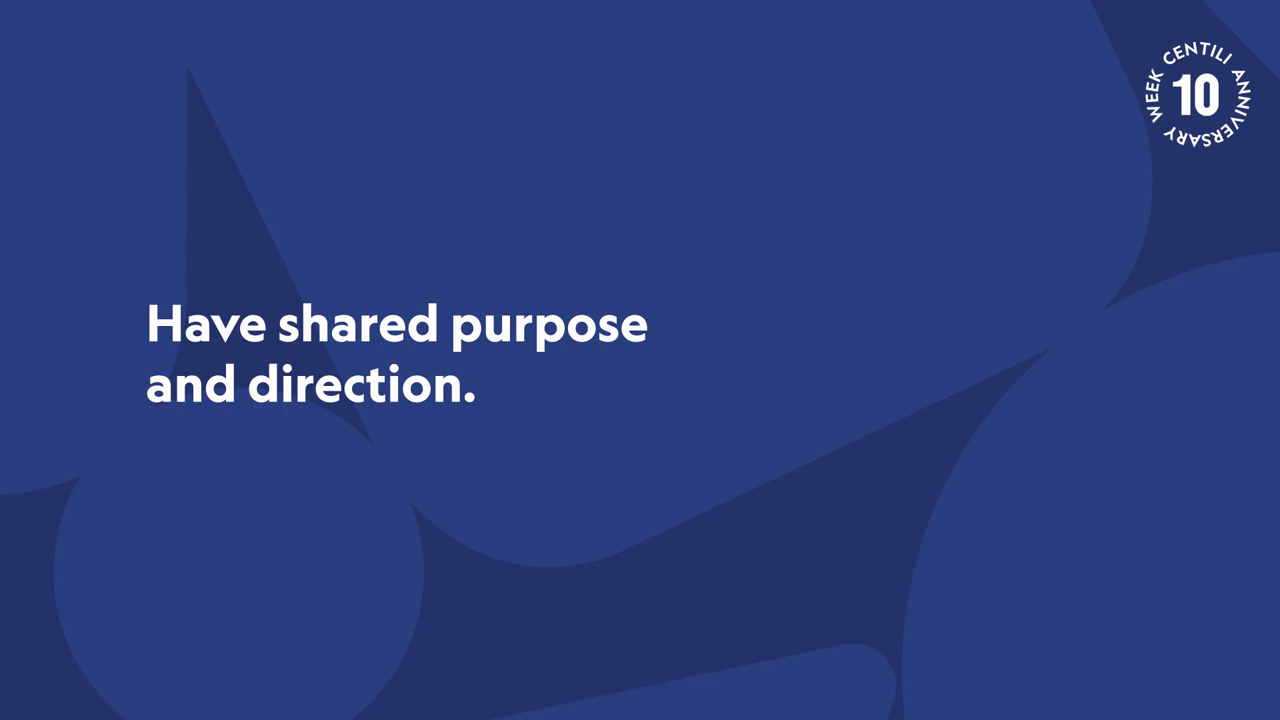 Have shared purpose
and direction.
CENTILI ANNIVERSARY WEEK
10